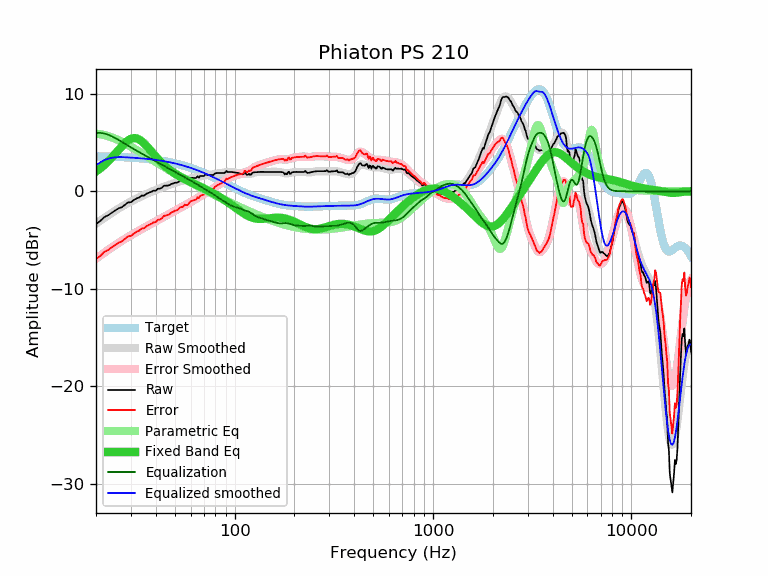 Phiaton PS 210
10
0
−10
−20
−30
Amplitude (dBr)
Target
Raw Smoothed
Error Smoothed
Raw
Error
Parametric Eq
Fixed Band Eq
Equalization
Equalized smoothed
100
1000
10000
Frequency (Hz)